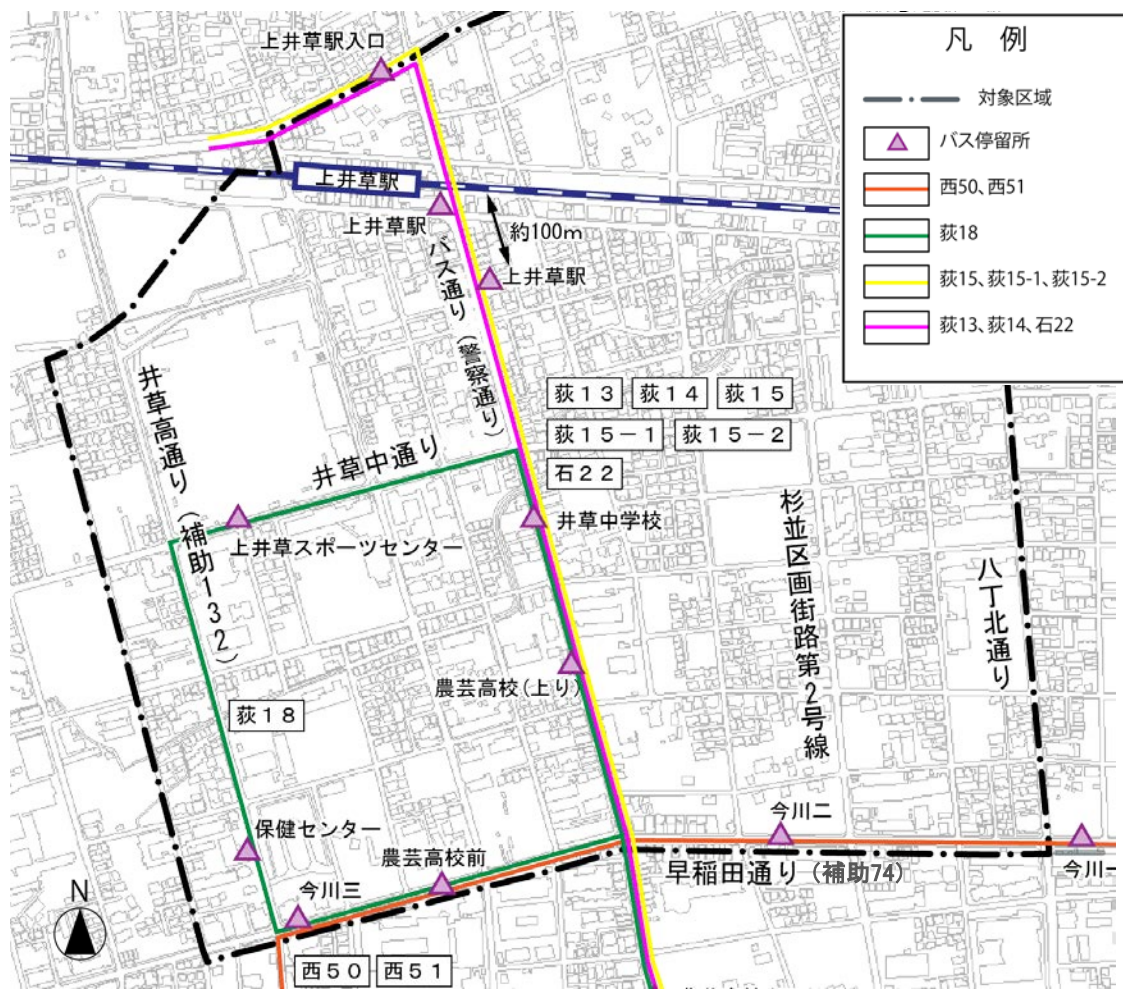 上井草駅入口
凡 例
対象区域
バス停留所
西50、西51
荻18
荻15、荻15-1、荻15-2
荻13、荻14、石22
上井草駅
上井草駅
約100m
上井草駅
バス通り（警察通り）
井草高通り（補助132）
荻13 荻14 荻15
荻15－1 荻15－2
石22
井草中通り
井草中学校
上井草スポーツセンター
杉並区画街路第2号線
八丁北通り
農芸高校(上り)
荻18
保健センター
農芸高校前
今川二
今川一
早稲田通り（補助74）
今川三
N
西50 西51